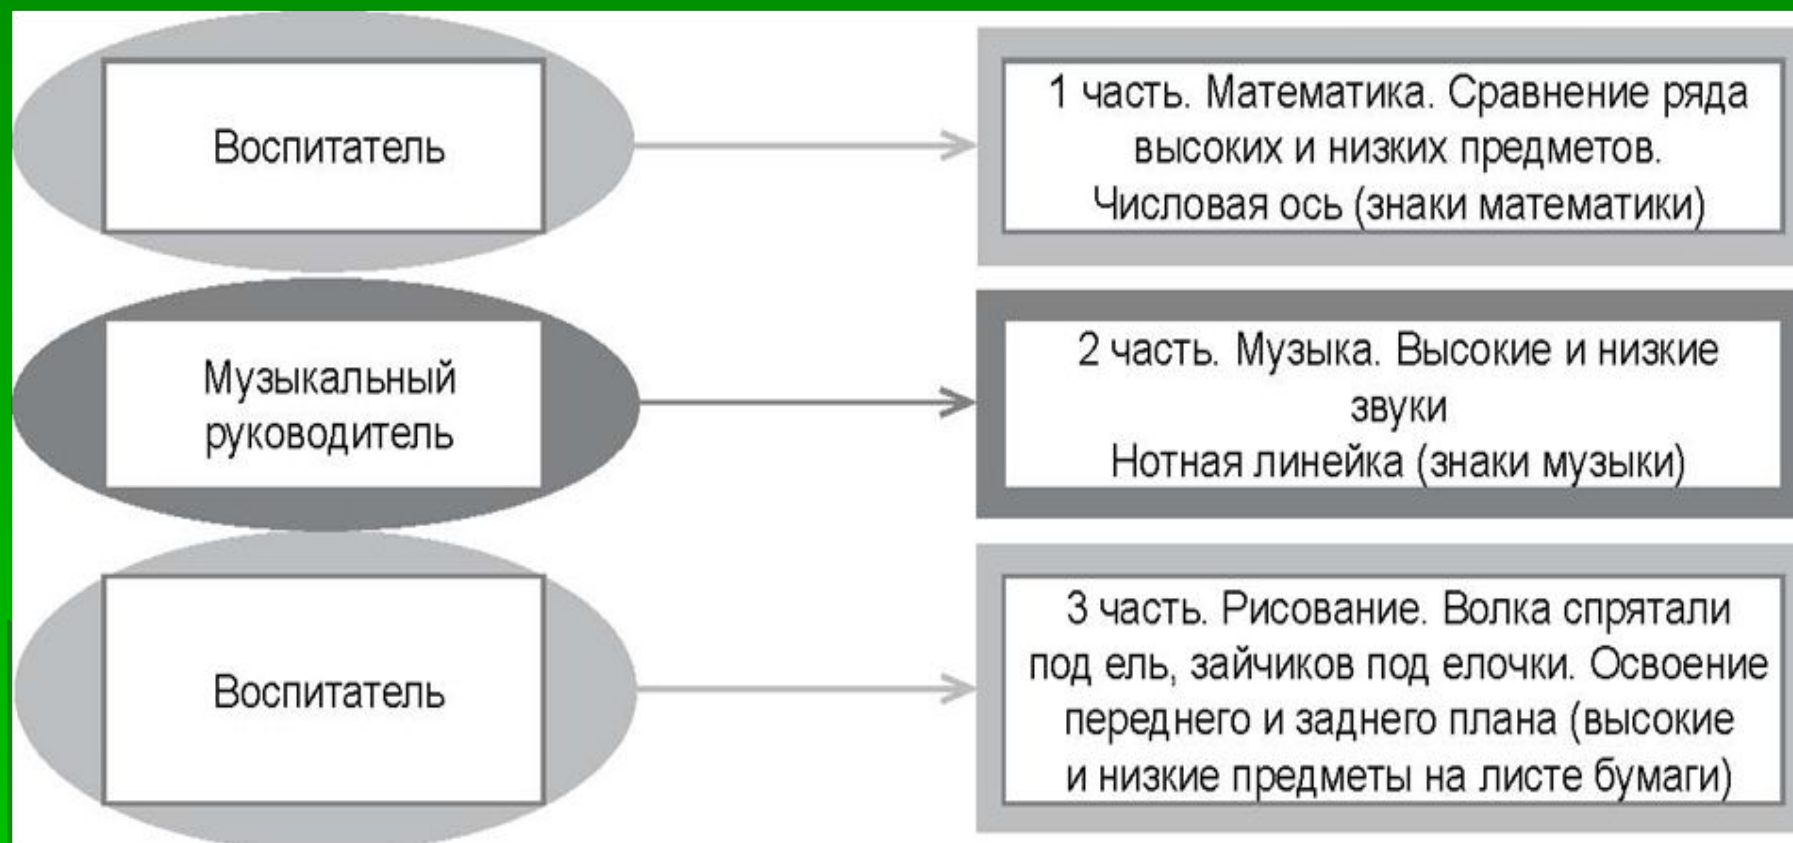 Воспитатель
1 часть. Математика. Сравнение ряда
высоких и низких предметов.
Числовая ось (знаки математики)
Музыкальный
руководитель
2 часть. Музыка. Высокие и низкие
звуки
Нотная линейка (знаки музыки)
Воспитатель
3 часть. Рисование. Волка спрятали
под ель, зайчиков под елочки. Освоение
переднего и заднего плана (высокие
и низкие предметы на листе бумаги)